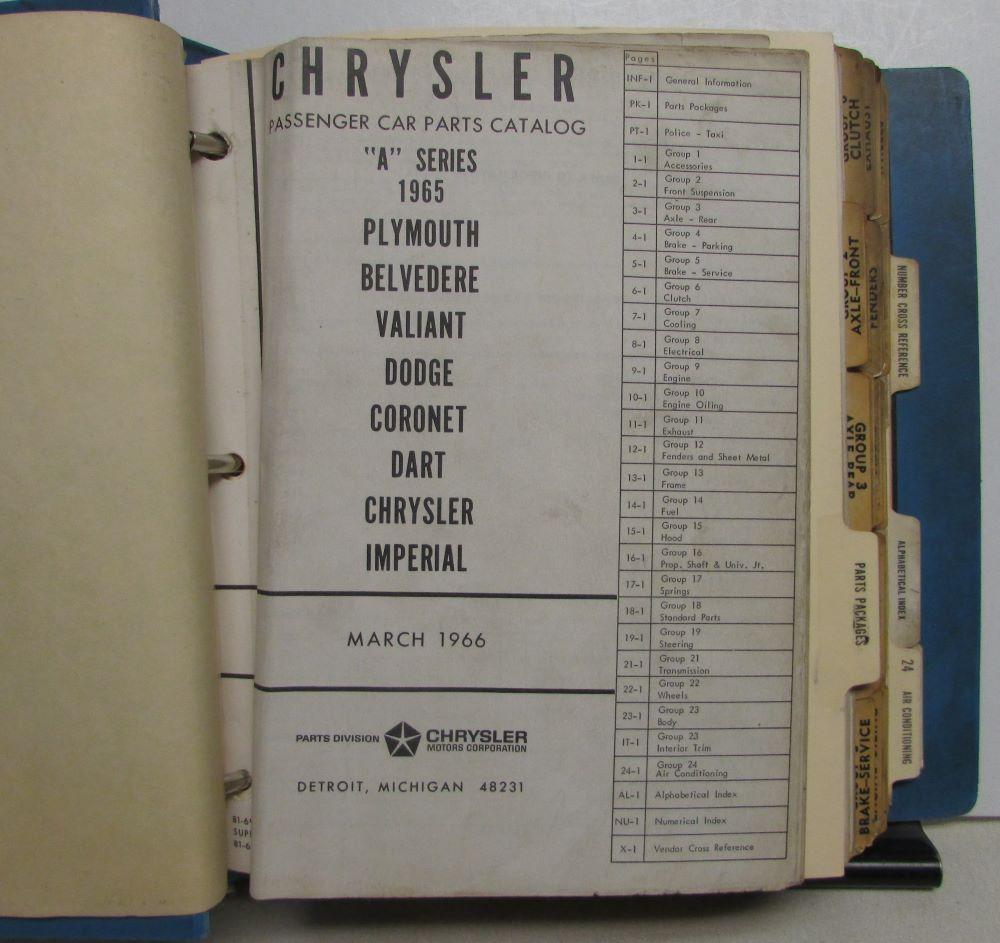 CHRYSLER
PASSENGER CAR PARTS CATALOG
"A" SERIES
1965
PLYMOUTH
BELVEDERE
VALIANT
DODGE
CORONET
DART
CHRYSLER
IMPERIAL
MARCH 1966
PARTS DIVISION CHRYSLER
MOTORS CORPORATION
DETROIT, MICHIGAN 48231
Pages
INF-1 General Information
PK-1 Parts Packages
PT-1 Police - Taxi
1-1 Group 1
Accessories
2-1 Group 2
Front Suspension
3-1 Group 3
Axle - Rear
4-1 Group 4
Brake - Parking
5-1 Group 5
Brake - Service
6-1 Group 6
Clutch
7-1 Group 7
Cooling
8-1 Group 8
Electrical
9-1 Group 9
Engine
10-1 Group 10
Engine Oiling
11-1 Group 11
Exhaust
12-1 Group 12
Fenders and Sheet Metal
13-1 Group 13
Frame
14-1 Group 14
Fuel
15-1 Group 15
Hood
16-1 Group 16
Prop. Shaft & Univ. Jt.
17-1 Group 17
Springs
18-1 Group 18
Standard Parts
19-1 Group 19
Steering
21-1 Group 21
Transmission
22-1 Group 22
Wheels
23-1 Group 23
Body
IT-1 Group 23
Interior Trim
24-1 Group 24
Air Conditioning
AL-1 Alphabetical Index
NU-1 Numerical Index
X-1 Vendor Cross Reference
CLUTCH
EXHAUST
AXLE-FRONT
FENDERS
GROUP 3
AXLE REAR
PARTS PACKAGES
BRAKE-SERVICE
NUMBER CROSS REFERENCE
ALPHABETICAL INDEX
24 AIR CONDITIONING